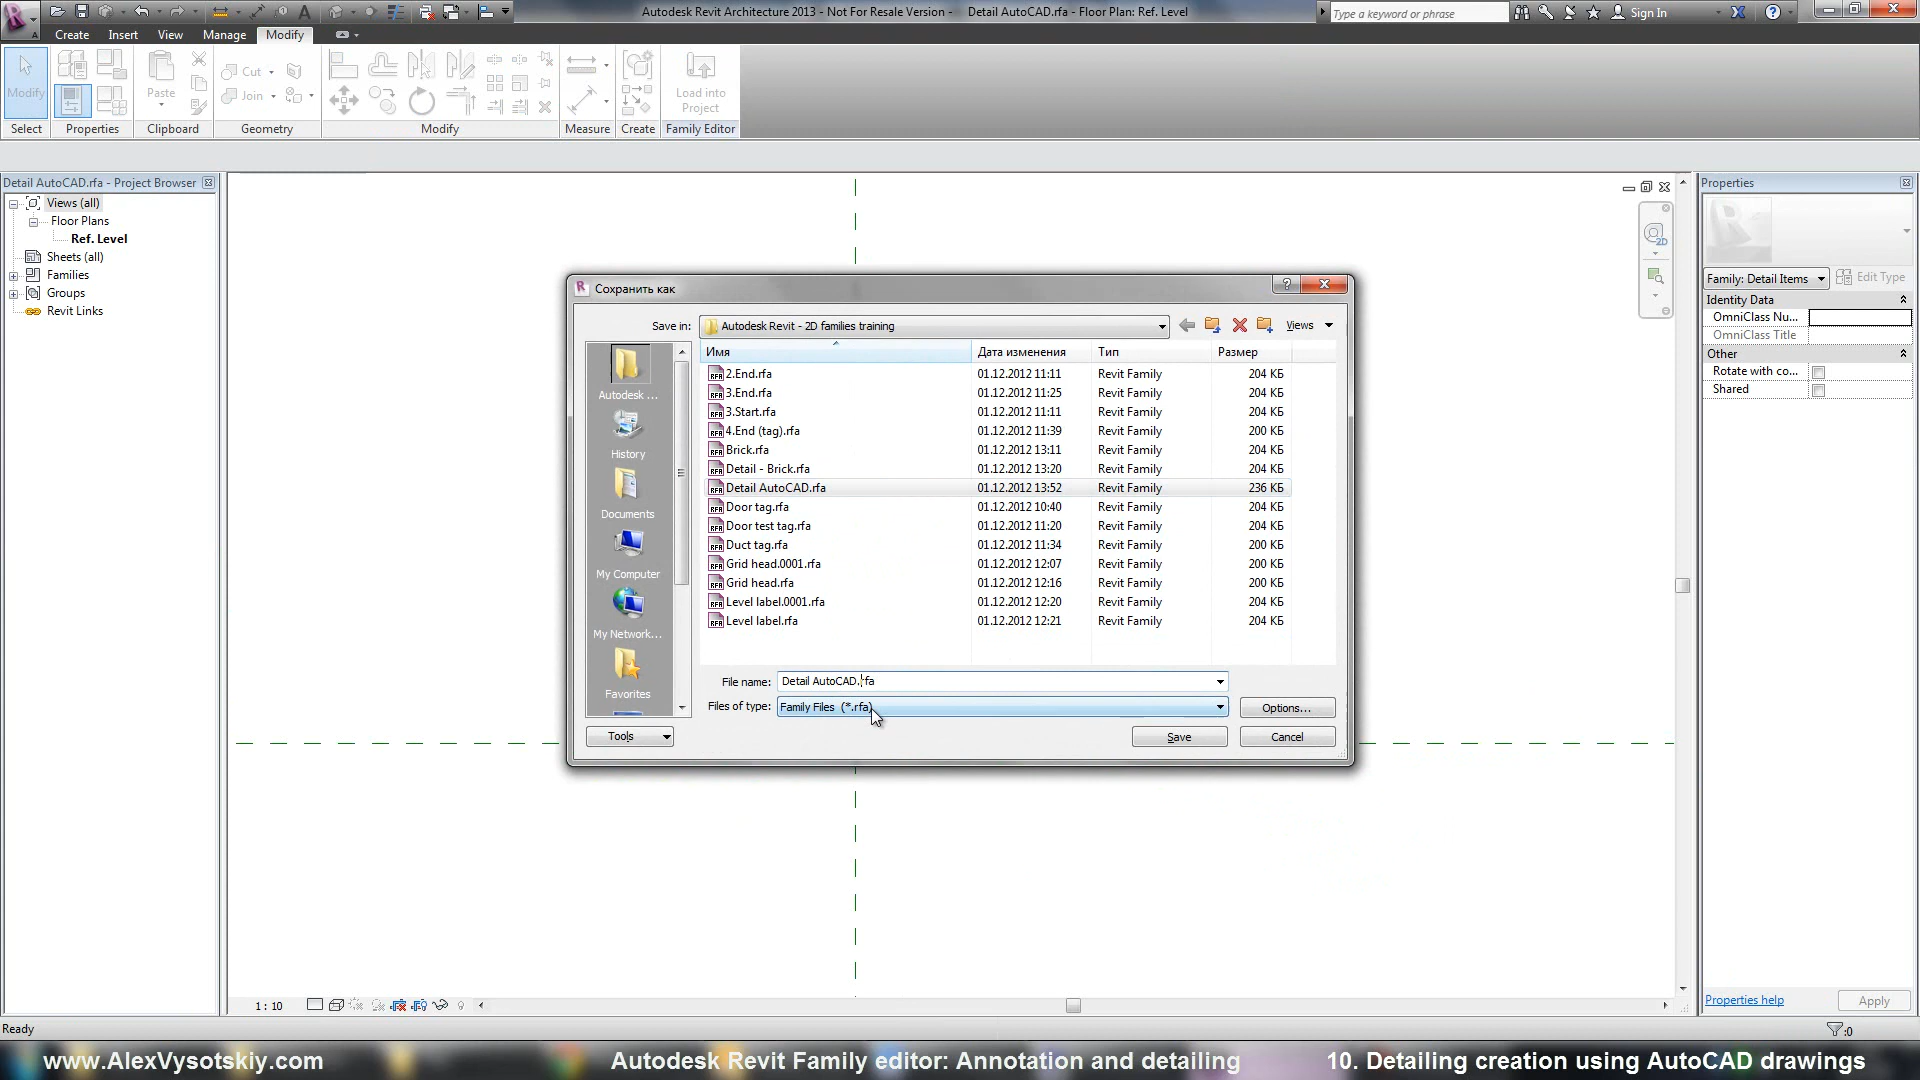 Autodesk Revit Architecture 2013 - Not For Resale Version - Detail AutoCAD.rfa - Floor Plan: Ref. Level
Type a keyword or phrase
Sign In
Create Insert View Manage Modify
Modify
Paste
Cut
Join
Load into
Project
Select Properties Clipboard Geometry Modify Measure Create Family Editor
Detail AutoCAD.rfa - Project Browser
Views (all)
Floor Plans
Ref. Level
Sheets (all)
Families
Groups
Revit Links
2D
Properties
Family: Detail Items
Edit Type
Identity Data
OmniClass Nu...
OmniClass Title
Other
Rotate with co...
Shared
Properties help
Apply
Сохранить как
Save in: Autodesk Revit - 2D families training
Views
Autodesk ...
History
Documents
My Computer
My Network...
Favorites
Tools
Имя Дата изменения Тип Размер
2.End.rfa 01.12.2012 11:11 Revit Family 204 КБ
3.End.rfa 01.12.2012 11:25 Revit Family 204 КБ
3.Start.rfa 01.12.2012 11:11 Revit Family 204 КБ
4.End (tag).rfa 01.12.2012 11:39 Revit Family 200 КБ
Brick.rfa 01.12.2012 13:11 Revit Family 204 КБ
Detail - Brick.rfa 01.12.2012 13:20 Revit Family 204 КБ
Detail AutoCAD.rfa 01.12.2012 13:52 Revit Family 236 КБ
Door tag.rfa 01.12.2012 10:40 Revit Family 204 КБ
Door test tag.rfa 01.12.2012 11:20 Revit Family 204 КБ
Duct tag.rfa 01.12.2012 11:34 Revit Family 200 КБ
Grid head.0001.rfa 01.12.2012 12:07 Revit Family 204 КБ
Grid head.rfa 01.12.2012 12:16 Revit Family 200 КБ
Level label.0001.rfa 01.12.2012 12:20 Revit Family 204 КБ
Level label.rfa 01.12.2012 12:21 Revit Family 204 КБ
File name: Detail AutoCAD.rfa
Files of type: Family Files (*.rfa)
Options...
Save Cancel
1 : 10
Ready
:0
www.AlexVysotskiy.com Autodesk Revit Family editor: Annotation and detailing 10. Detailing creation using AutoCAD drawings